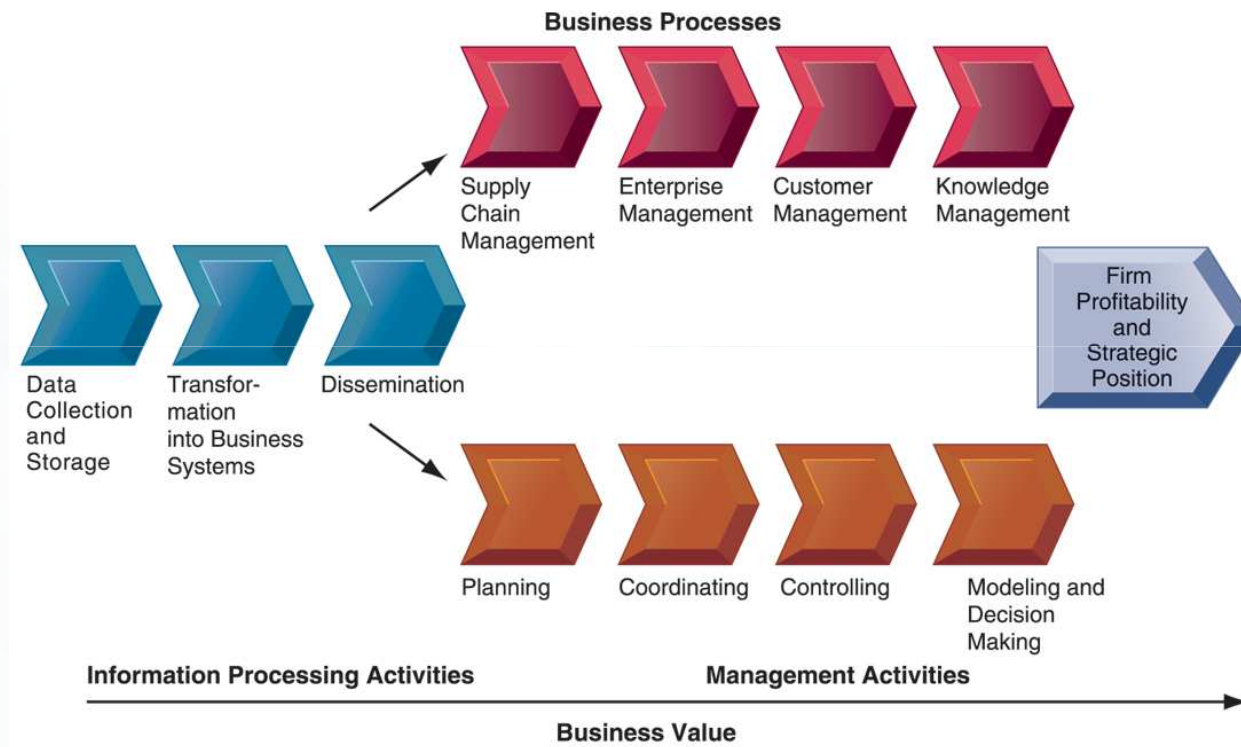 Business Processes
Supply
Chain
Management
Enterprise
Management
Customer
Management
Knowledge
Management
Data
Collection
and
Storage
Transfor-
mation
into Business
Systems
Dissemination
Firm
Profitability
and
Strategic
Position
Planning
Coordinating
Controlling
Modeling and
Decision
Making
Information Processing Activities
Management Activities
Business Value